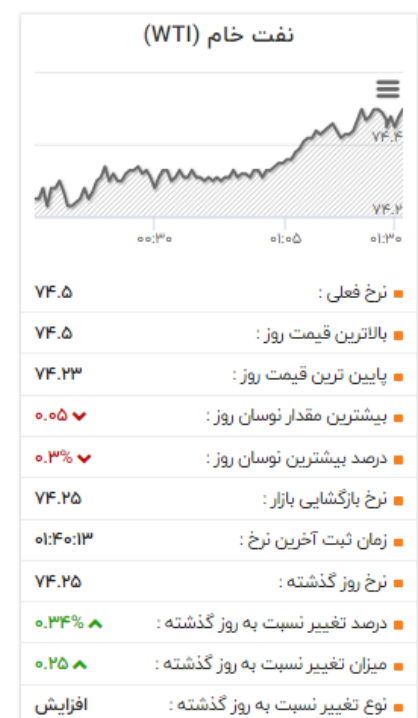 نفت خام (WTI)
۷۴.۴
۷۴.۲
۰۰:۳۰ ۰۱:۰۵ ۰۱:۳۰
نرخ فعلی : ۷۴.۵
بالاترین قیمت روز : ۷۴.۵
پایین ترین قیمت روز : ۷۴.۲۳
بیشترین مقدار نوسان روز : ۰.۰۵
درصد بیشترین نوسان روز : ۰.۳%
نرخ بازگشایی بازار : ۷۴.۲۵
زمان ثبت آخرین نرخ : ۰۱:۴۰:۱۳
نرخ روز گذشته : ۷۴.۲۵
درصد تغییر نسبت به روز گذشته : ۰.۳۴%
میزان تغییر نسبت به روز گذشته : ۰.۲۵
نوع تغییر نسبت به روز گذشته : افزایش